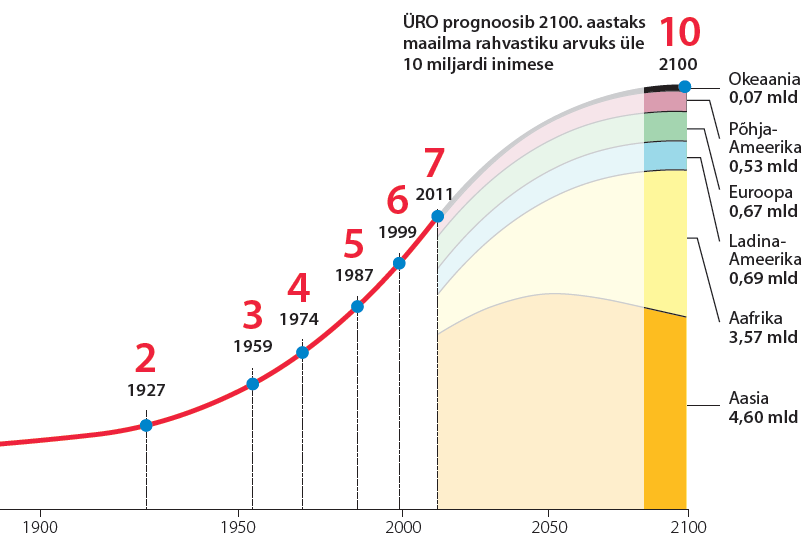 ÜRO prognoosib 2100. aastaks
maailma rahvastiku arvuks üle
10 miljardi inimese
10
2100
Okeaania
0,07 mld
Põhja-
Ameerika
0,53 mld
Euroopa
0,67 mld
Ladina-
Ameerika
0,69 mld
Aafrika
3,57 mld
Aasia
4,60 mld
7
2011
6
1999
5
1987
4
1974
3
1959
2
1927
1900
1950
2000
2050
2100